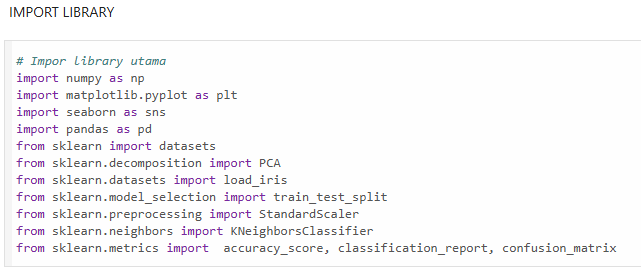 IMPORT LIBRARY
# Impor library utama
import numpy as np
import matplotlib.pyplot as plt
import seaborn as sns
import pandas as pd
from sklearn import datasets
from sklearn.decomposition import PCA
from sklearn.datasets import load_iris
from sklearn.model_selection import train_test_split
from sklearn.preprocessing import StandardScaler
from sklearn.neighbors import KNeighborsClassifier
from sklearn.metrics import  accuracy_score, classification_report, confusion_matrix